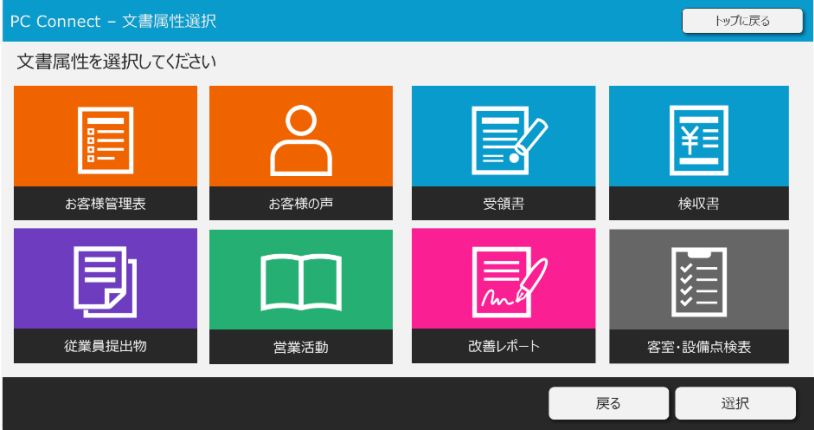 PC Connect – 文書属性選択
トップに戻る
文書属性を選択してください
お客様管理表
お客様の声
受領書
検収書
従業員提出物
営業活動
改善レポート
客室・設備点検表
戻る
選択